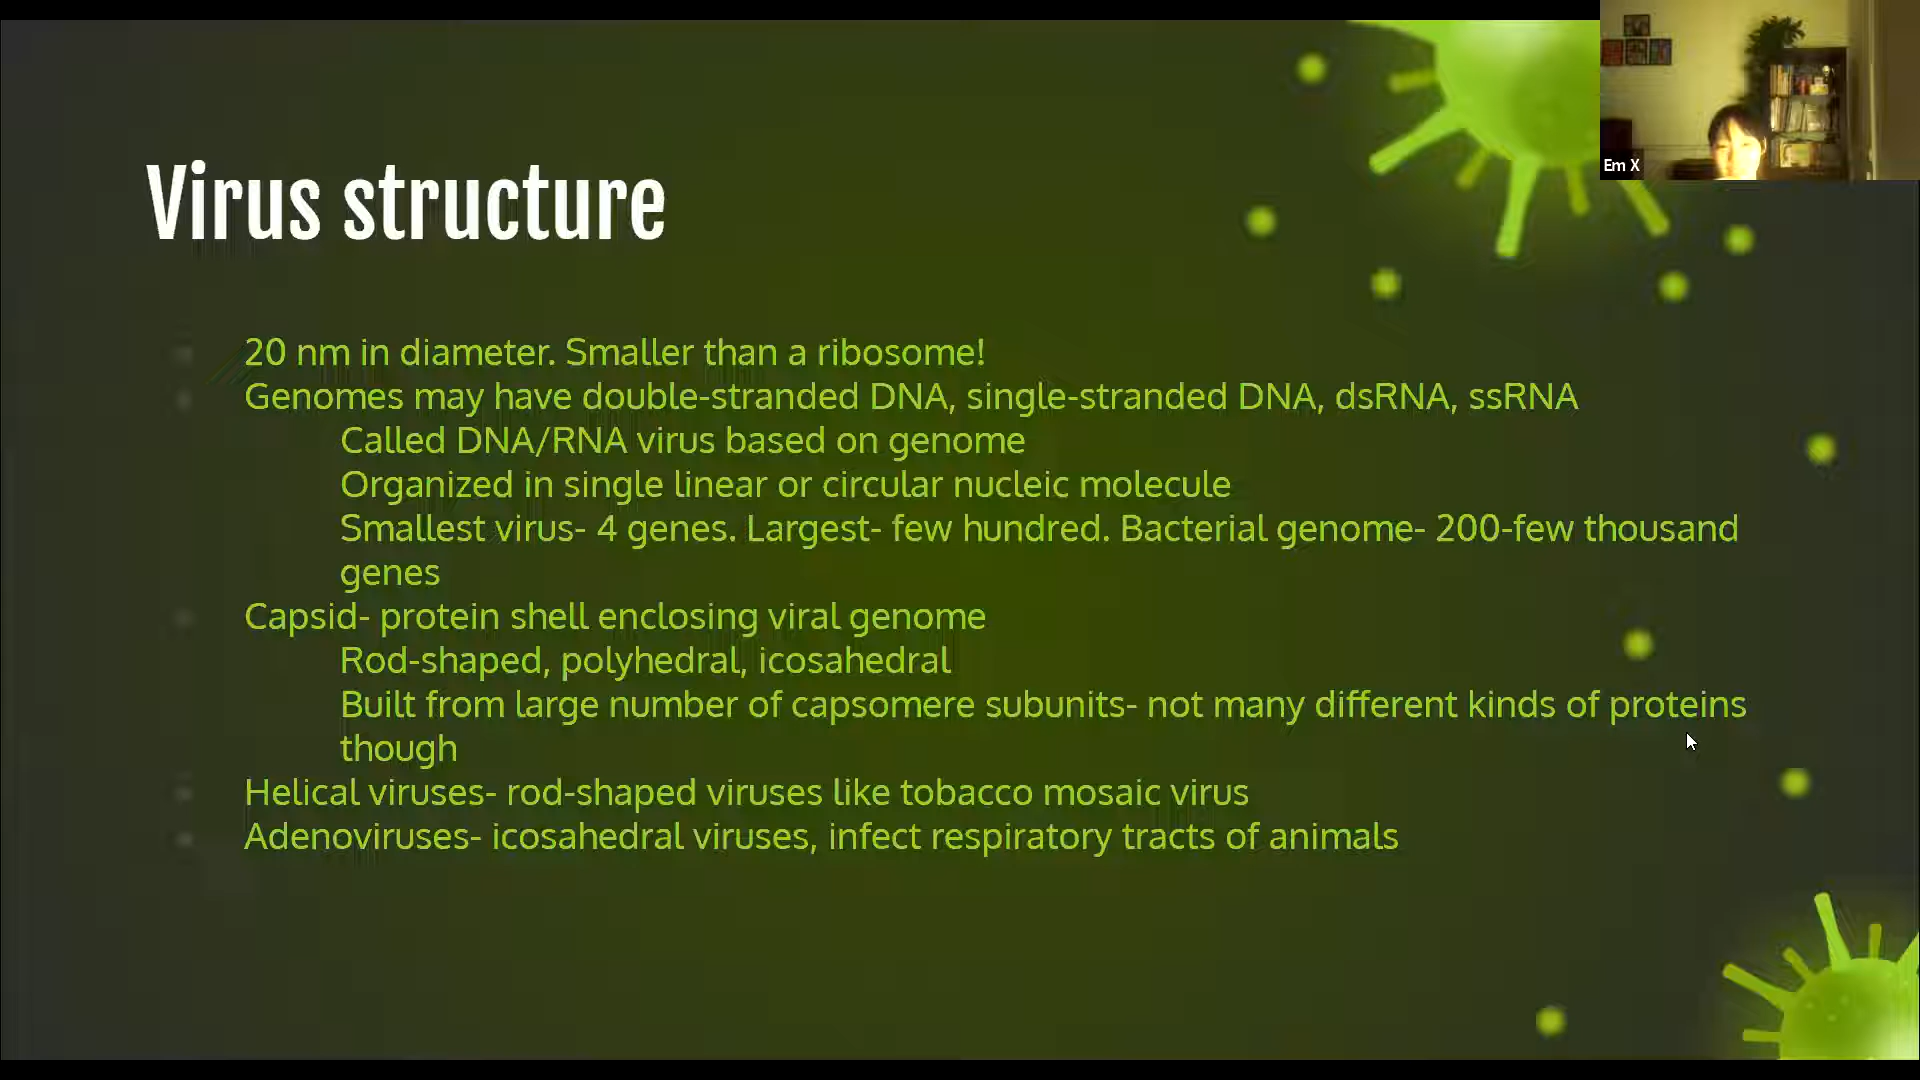 Em X
Virus structure
20 nm in diameter. Smaller than a ribosome!
Genomes may have double-stranded DNA, single-stranded DNA, dsRNA, ssRNA
Called DNA/RNA virus based on genome
Organized in single linear or circular nucleic molecule
Smallest virus- 4 genes. Largest- few hundred. Bacterial genome- 200-few thousand
genes
Capsid- protein shell enclosing viral genome
Rod-shaped, polyhedral, icosahedral
Built from large number of capsomere subunits- not many different kinds of proteins
though
Helical viruses- rod-shaped viruses like tobacco mosaic virus
Adenoviruses- icosahedral viruses, infect respiratory tracts of animals